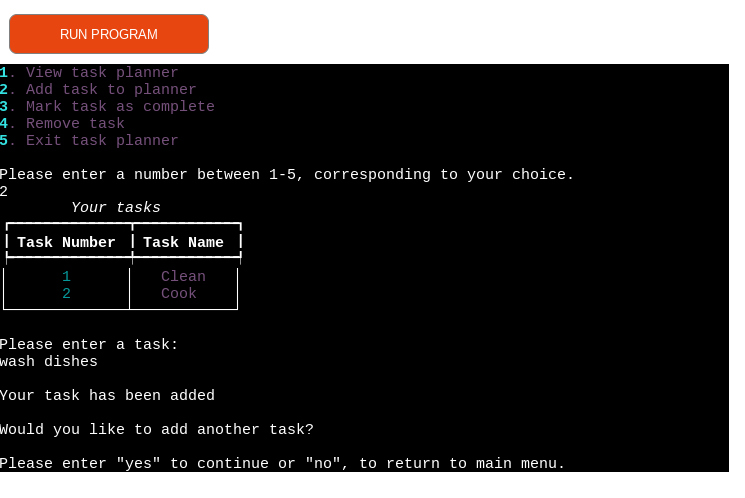 RUN PROGRAM
1. View task planner
2. Add task to planner
3. Mark task as complete
4. Remove task
5. Exit task planner
Please enter a number between 1-5, corresponding to your choice.
2
Your tasks
Task Number Task Name
1 Clean
2 Cook
Please enter a task:
wash dishes
Your task has been added
Would you like to add another task?
Please enter "yes" to continue or "no", to return to main menu.